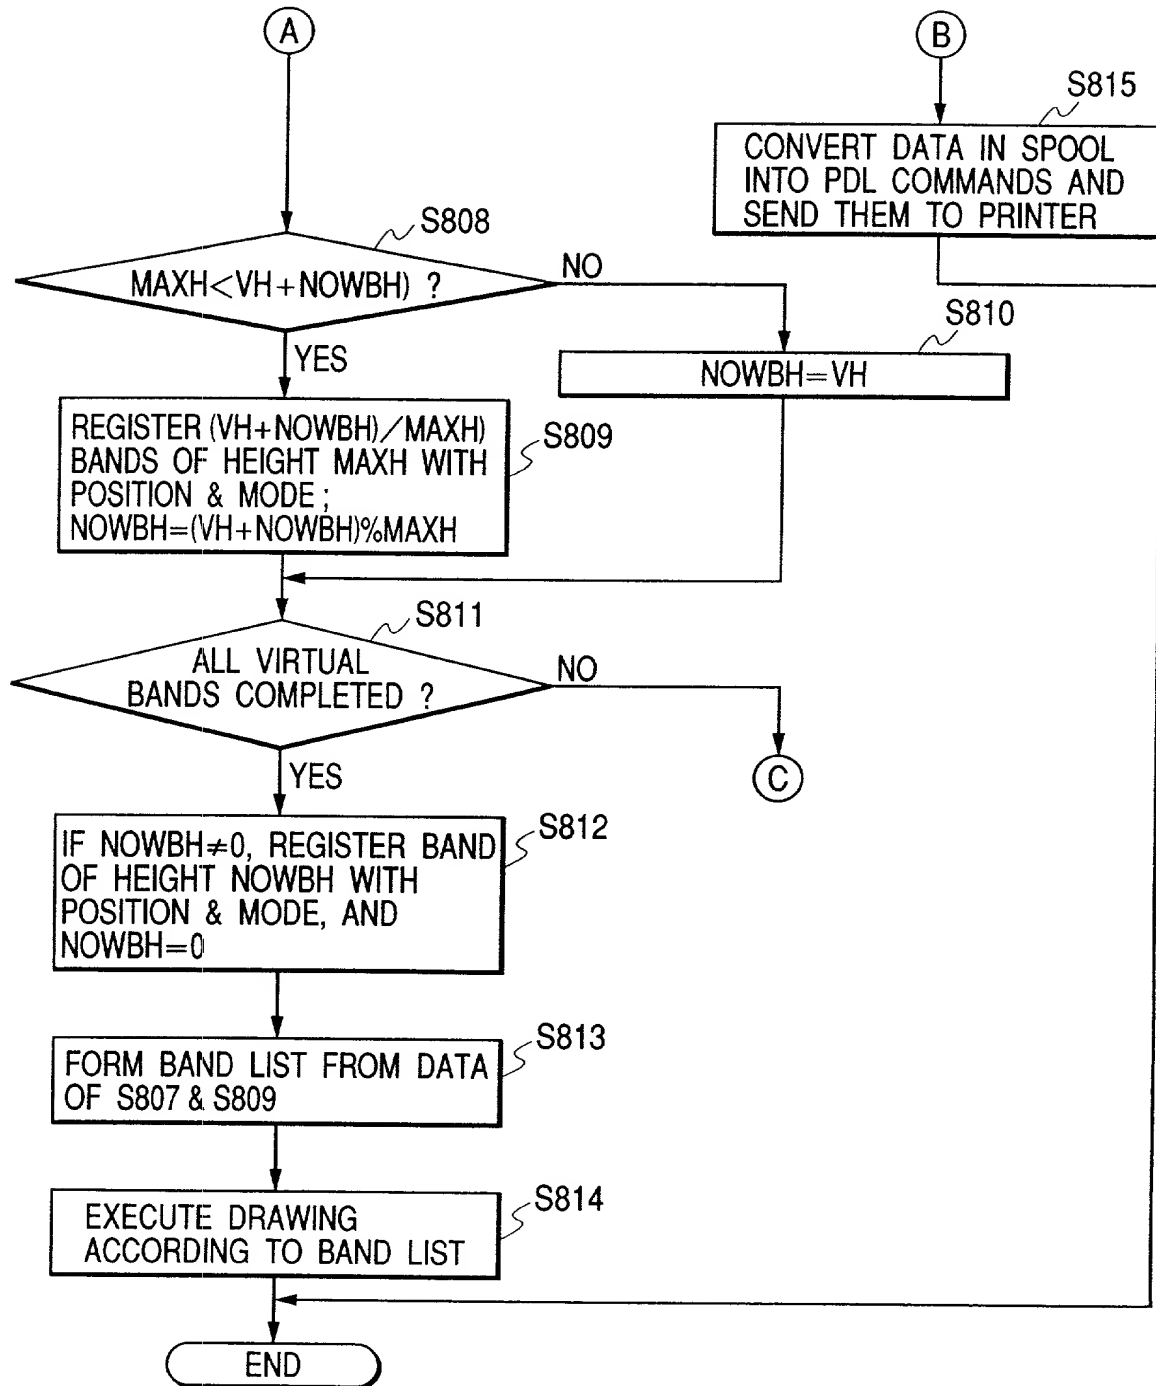 A
B
S815
CONVERT DATA IN SPOOL
INTO PDL COMMANDS AND
SEND THEM TO PRINTER
S808
MAXH<VH+NOWBH) ?
NO
YES
S810
NOWBH=VH
REGISTER (VH+NOWBH)/MAXH)
BANDS OF HEIGHT MAXH WITH
POSITION & MODE;
NOWBH=(VH+NOWBH)%MAXH
S809
S811
ALL VIRTUAL
BANDS COMPLETED ?
NO
YES
C
S812
IF NOWBH≠0, REGISTER BAND
OF HEIGHT NOWBH WITH
POSITION & MODE, AND
NOWBH=0
S813
FORM BAND LIST FROM DATA
OF S807 & S809
S814
EXECUTE DRAWING
ACCORDING TO BAND LIST
END